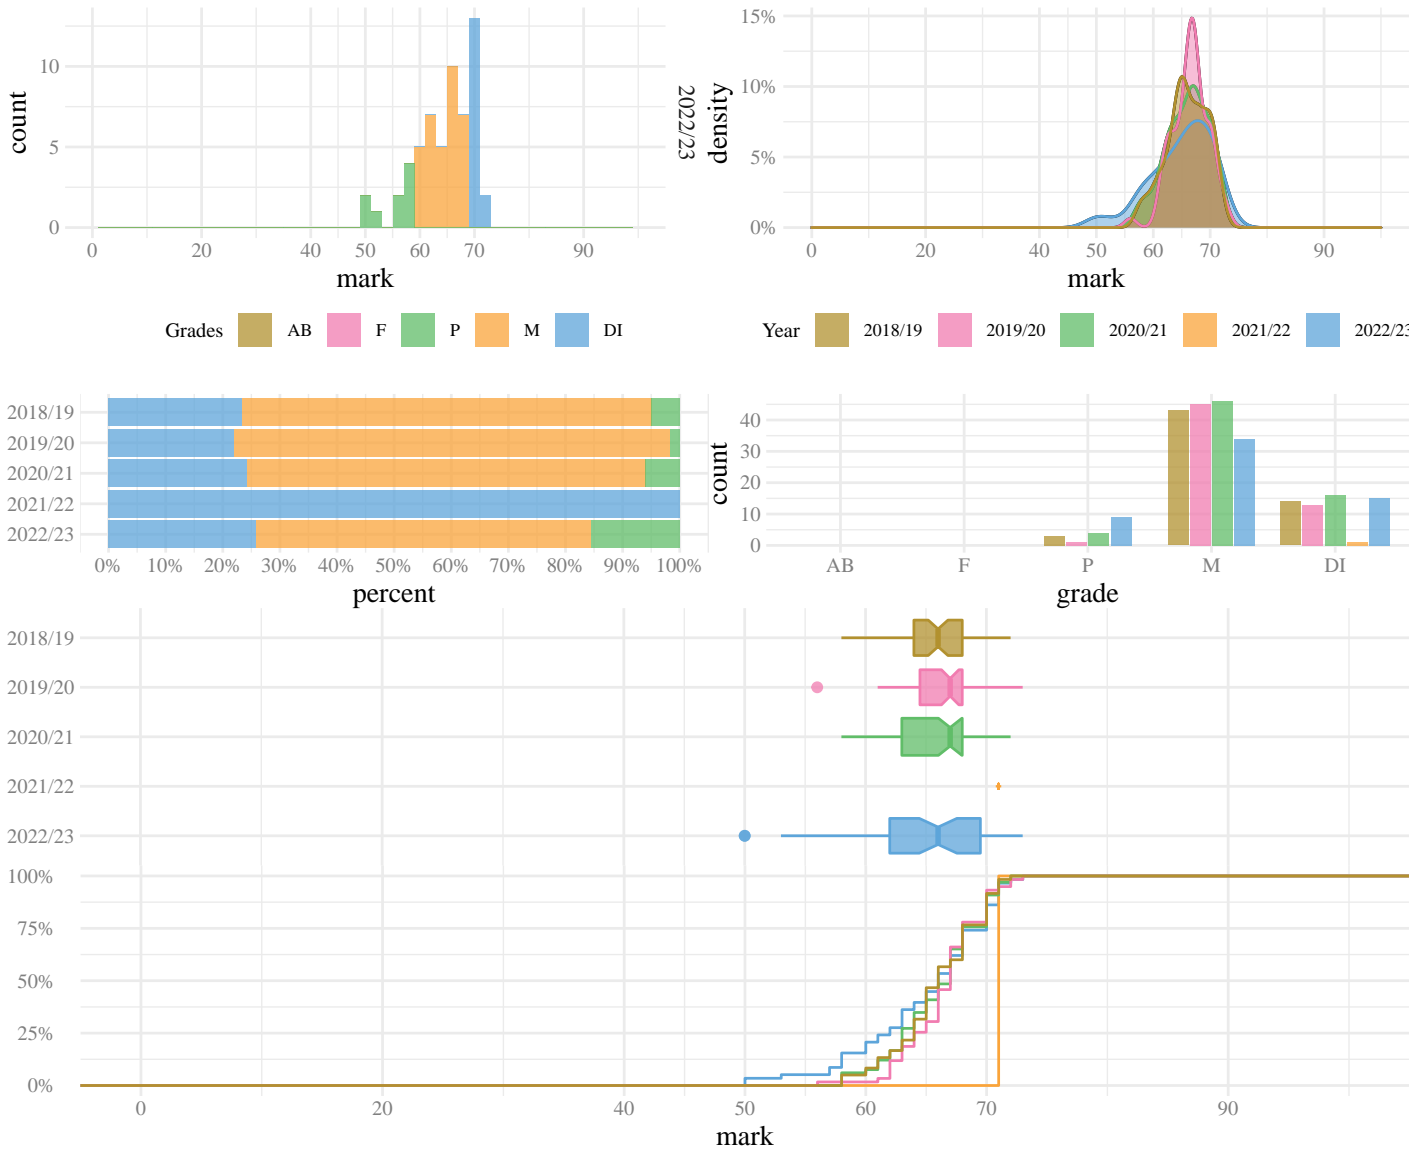 10
5
0
count
0 20 40 50 60 70 90
mark
2022/23
15%
10%
5%
0%
density
0 20 40 50 60 70 90
mark
Grades AB F P M DI
Year 2018/19 2019/20 2020/21 2021/22 2022/23
2018/19
2019/20
2020/21
2021/22
2022/23
0% 10% 20% 30% 40% 50% 60% 70% 80% 90% 100%
percent
40
30
20
10
0
count
AB F P M DI
grade
2018/19
2019/20
2020/21
2021/22
2022/23
100%
75%
50%
25%
0%
0 20 40 50 60 70 90
mark